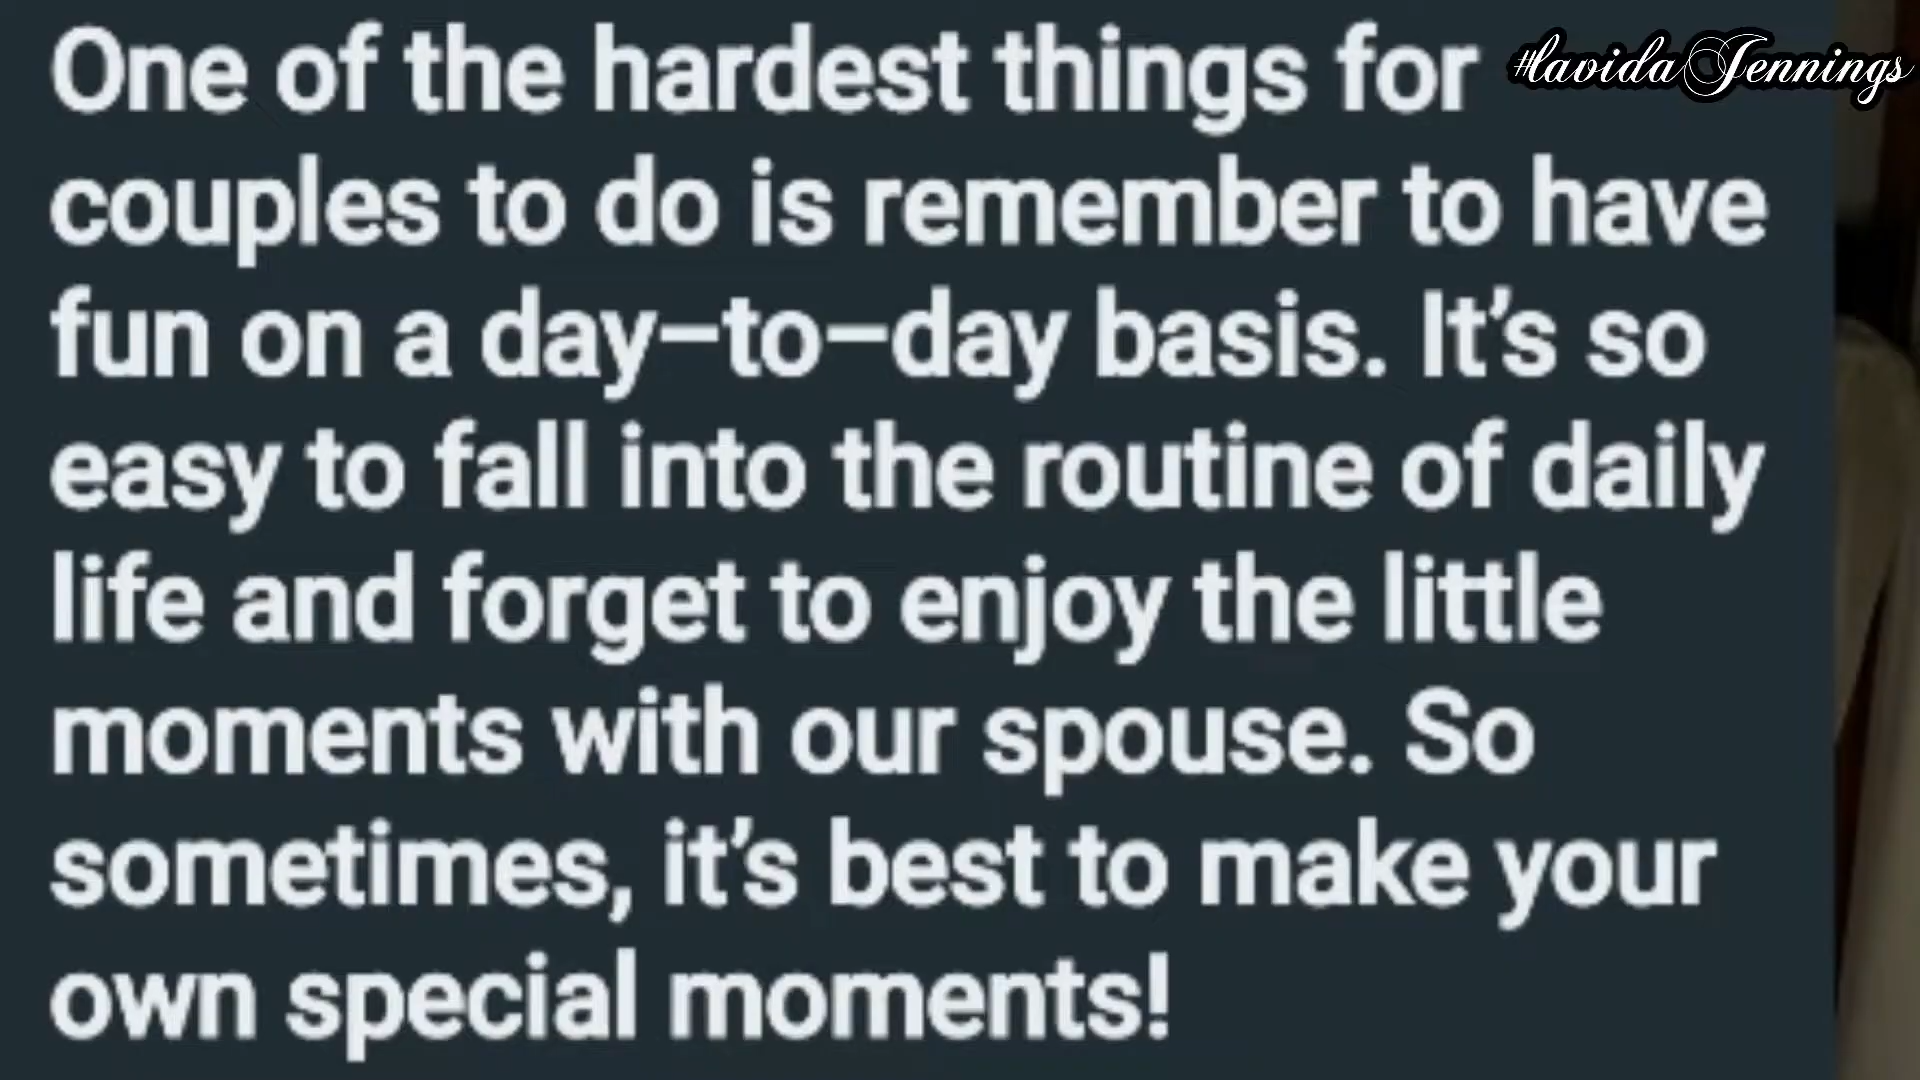 One of the hardest things for
#lavidaJennings
couples to do is remember to have
fun on a day–to–day basis. It’s so
easy to fall into the routine of daily
life and forget to enjoy the little
moments with our spouse. So
sometimes, it’s best to make your
own special moments!